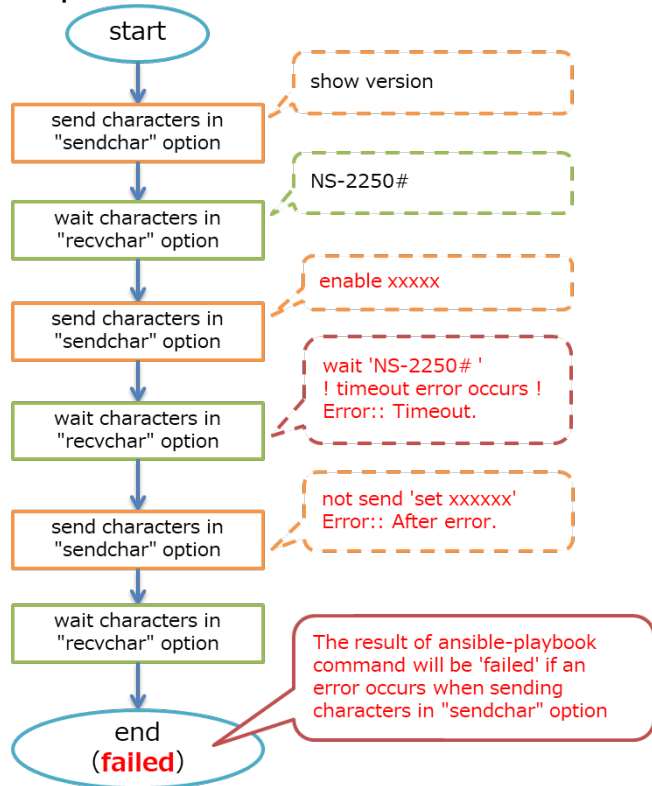 start
show version
send characters in
"sendchar" option
NS-2250#
wait characters in
"recvchar" option
enable xxxxx
send characters in
"sendchar" option
wait 'NS-2250# '
! timeout error occurs !
Error:: Timeout.
wait characters in
"recvchar" option
not send 'set xxxxxx'
Error:: After error.
send characters in
"sendchar" option
wait characters in
"recvchar" option
The result of ansible-playbook
command will be 'failed' if an
error occurs when sending
characters in "sendchar" option
end
(failed)